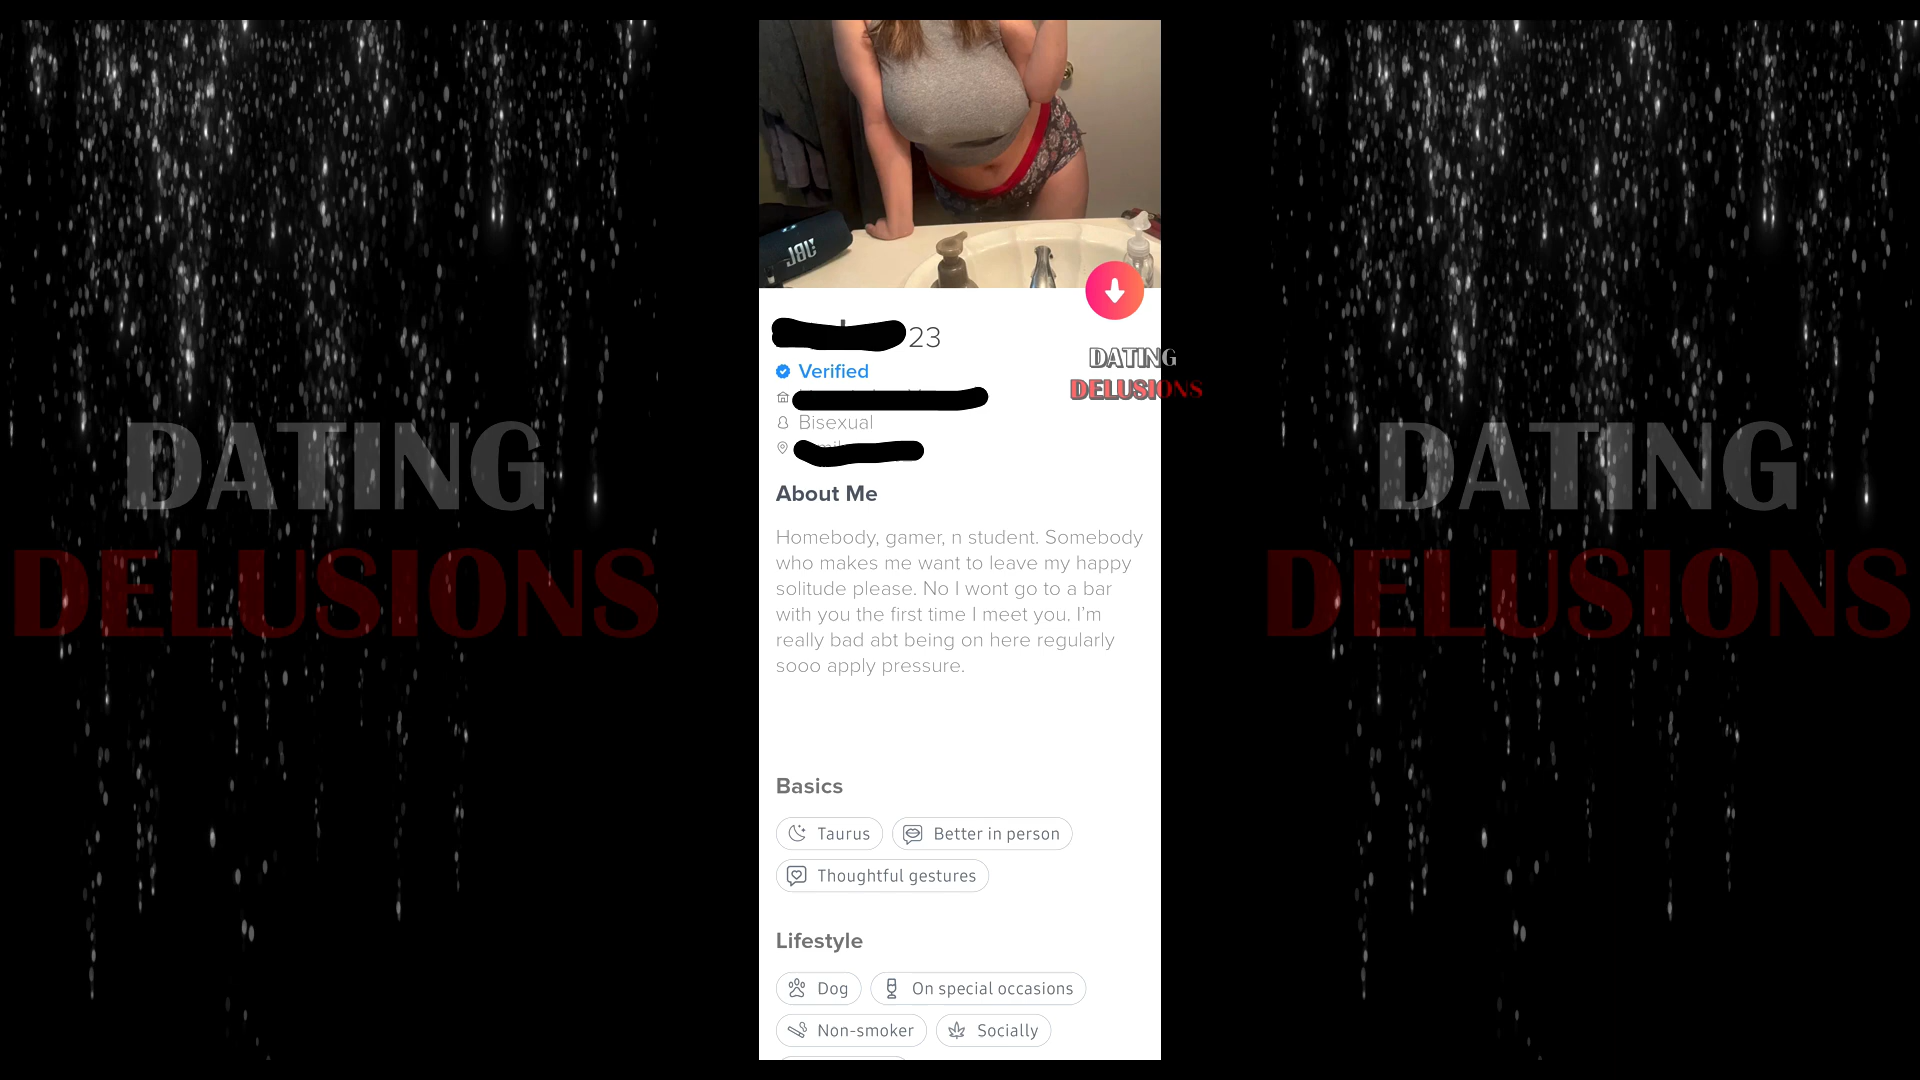 JBL
23
Verified
Bisexual
DATING
DELUSIONS
About Me
Homebody, gamer, n student. Somebody
who makes me want to leave my happy
solitude please. No I wont go to a bar
with you the first time I meet you. I'm
really bad abt being on here regularly
sooo apply pressure.
Basics
Taurus
Better in person
Thoughtful gestures
Lifestyle
Dog
On special occasions
Non-smoker
Socially
DATING
DELUSIONS
DATING
DELUSIONS